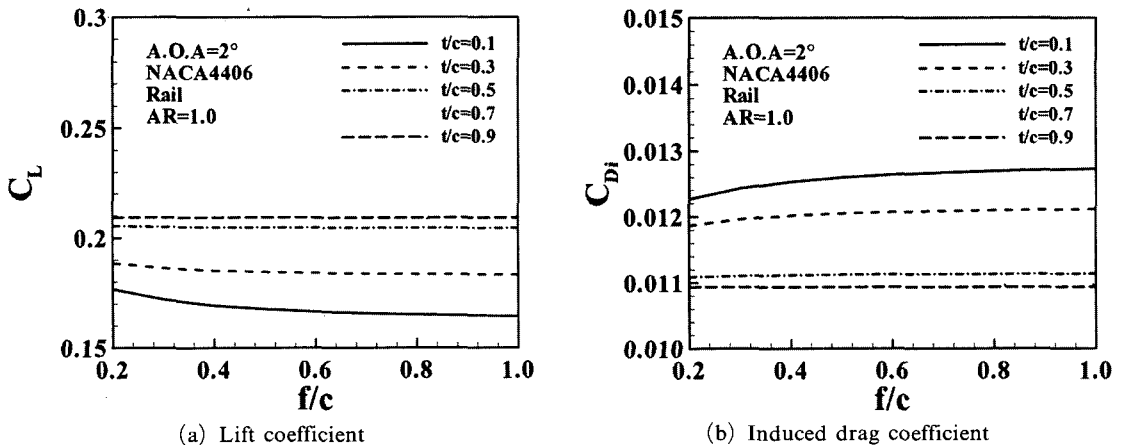 0.3
0.25
0.2
0.15
C_L
A.O.A=2°
NACA4406
Rail
AR=1.0
t/c=0.1
t/c=0.3
t/c=0.5
t/c=0.7
t/c=0.9
0.2 0.4 0.6 0.8 1.0
f/c
(a) Lift coefficient
0.015
0.014
0.013
0.012
0.011
0.010
C_Di
A.O.A=2°
NACA4406
Rail
AR=1.0
t/c=0.1
t/c=0.3
t/c=0.5
t/c=0.7
t/c=0.9
0.2 0.4 0.6 0.8 1.0
f/c
(b) Induced drag coefficient